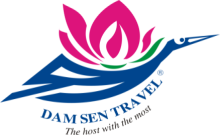 DAM SEN TRAVEL®
The host with the most